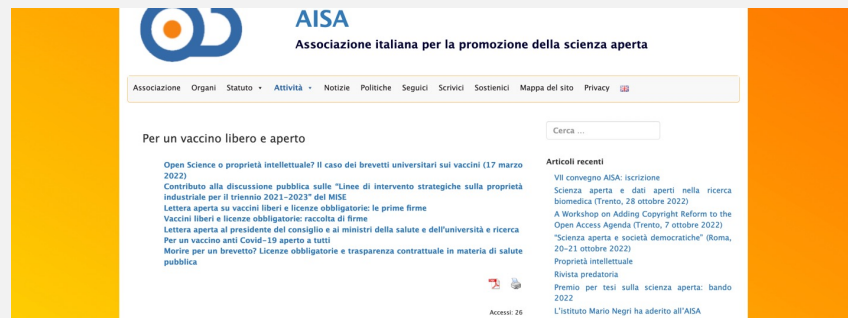 AISA
Associazione italiana per la promozione della scienza aperta
Associazione Organi Statuto Attività Notizie Politiche Seguici Scrivici Sostienici Mappa del sito Privacy
Per un vaccino libero e aperto
Open Science o proprietà intellettuale? Il caso dei brevetti universitari sui vaccini (17 marzo
2022)
Contributo alla discussione pubblica sulle “Linee di intervento strategiche sulla proprietà
industriale per il triennio 2021-2023” del MISE
Lettera aperta su vaccini liberi e licenze obbligatorie: le prime firme
Vaccini liberi e licenze obbligatorie: raccolta di firme
Lettera aperta al presidente del consiglio e ai ministri della salute e dell’università e ricerca
Per un vaccino anti Covid-19 aperto a tutti
Morire per un brevetto? Licenze obbligatorie e trasparenza contrattuale in materia di salute
pubblica
Accessi: 26
Cerca ...
Articoli recenti
VII convegno AISA: iscrizione
Scienza aperta e dati aperti nella ricerca
biomedica (Trento, 28 ottobre 2022)
A Workshop on Adding Copyright Reform to the
Open Access Agenda (Trento, 7 ottobre 2022)
“Scienza aperta e società democratiche” (Roma,
20-21 ottobre 2022)
Proprietà intellettuale
Rivista predatoria
Premio per tesi sulla scienza aperta: bando
2022
L’istituto Mario Negri ha aderito all’AISA